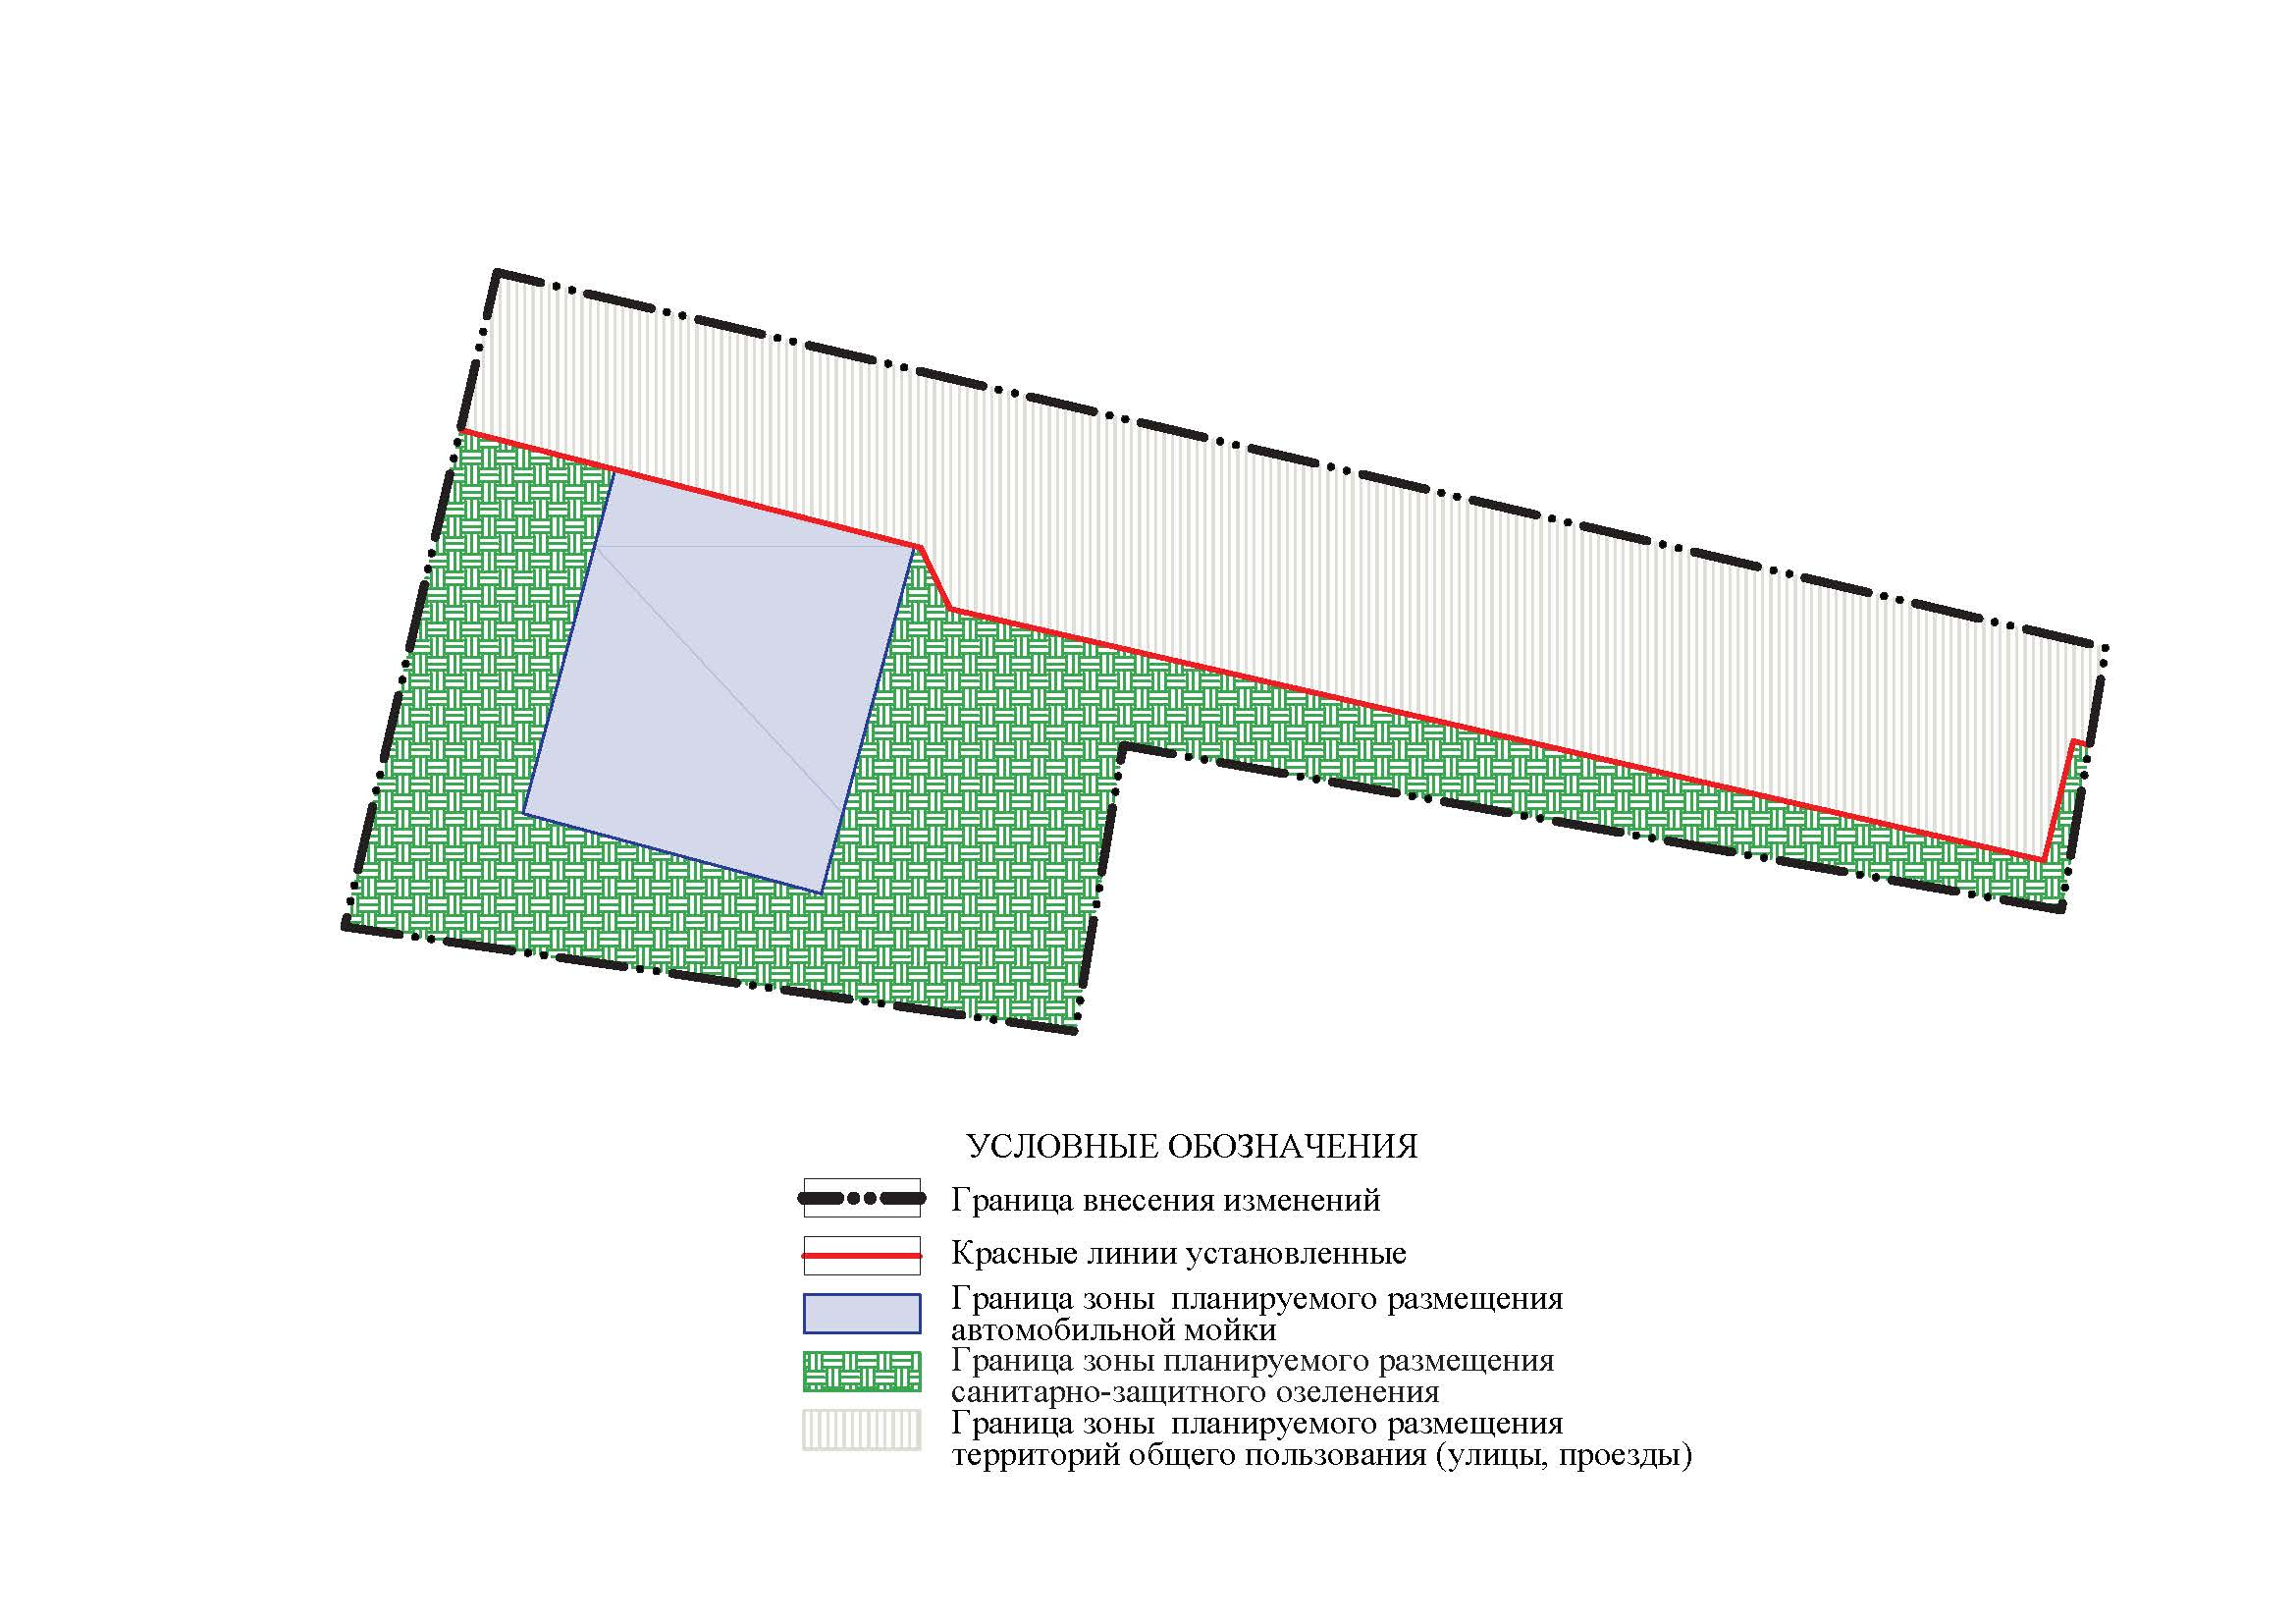 УСЛОВНЫЕ ОБОЗНАЧЕНИЯ
Граница внесения изменений
Красные линии установленные
Граница зоны планируемого размещения
автомобильной мойки
Граница зоны планируемого размещения
санитарно-защитного озеленения
Граница зоны планируемого размещения
территорий общего пользования (улицы, проезды)